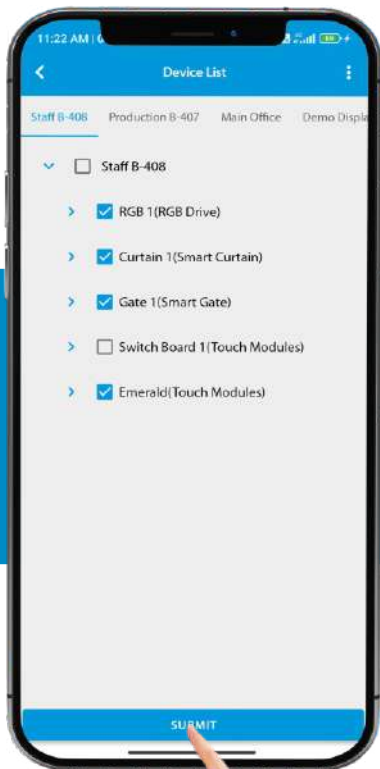 11:22 AM
Device List
Staff B-408 Production B-407 Main Office Demo Displa
Staff B-408
RGB 1(RGB Drive)
Curtain 1(Smart Curtain)
Gate 1(Smart Gate)
Switch Board 1(Touch Modules)
Emerald(Touch Modules)
SUBMIT